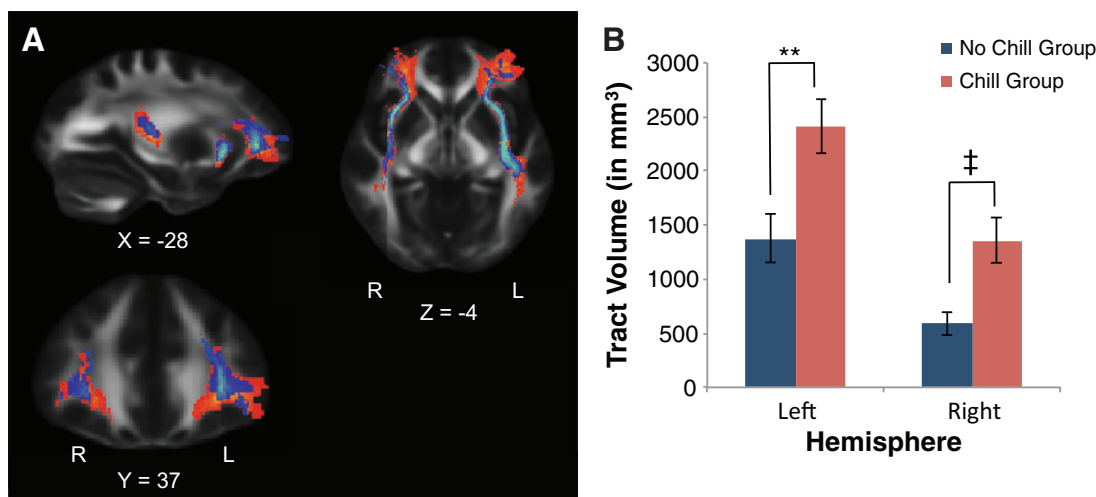 A
X = -28
R L
Z = -4
R L
Y = 37
B
No Chill Group
Chill Group
Tract Volume (in mm³)
3000
2500
2000
1500
1000
500
0
**
‡
Left Right
Hemisphere